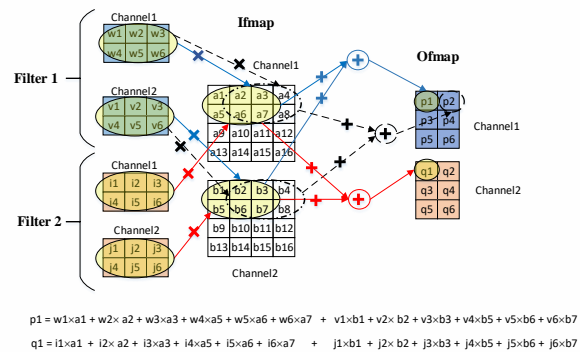 Ifmap
Ofmap
Filter 1
Channel1
w1 w2 w3
w4 w5 w6
Channel2
v1 v2 v3
v4 v5 v6
Filter 2
Channel1
i1 i2 i3
i4 i5 i6
Channel2
j1 j2 j3
j4 j5 j6
Channel1
a1 a2 a3 a4
a5 a6 a7 a8
a9 a10 a11 a12
a13 a14 a15 a16
b1 b2 b3 b4
b5 b6 b7 b8
b9 b10 b11 b12
b13 b14 b15 b16
Channel2
p1 p2
p3 p4
p5 p6
Channel1
q1 q2
q3 q4
q5 q6
Channel2
p1 = w1×a1 + w2× a2 + w3×a3 + w4×a5 + w5×a6 + w6×a7 + v1×b1 + v2× b2 + v3×b3 + v4×b5 + v5×b6 + v6×b7
q1 = i1×a1 + i2× a2 + i3×a3 + i4×a5 + i5×a6 + i6×a7 + j1×b1 + j2× b2 + j3×b3 + j4×b5 + j5×b6 + j6×b7